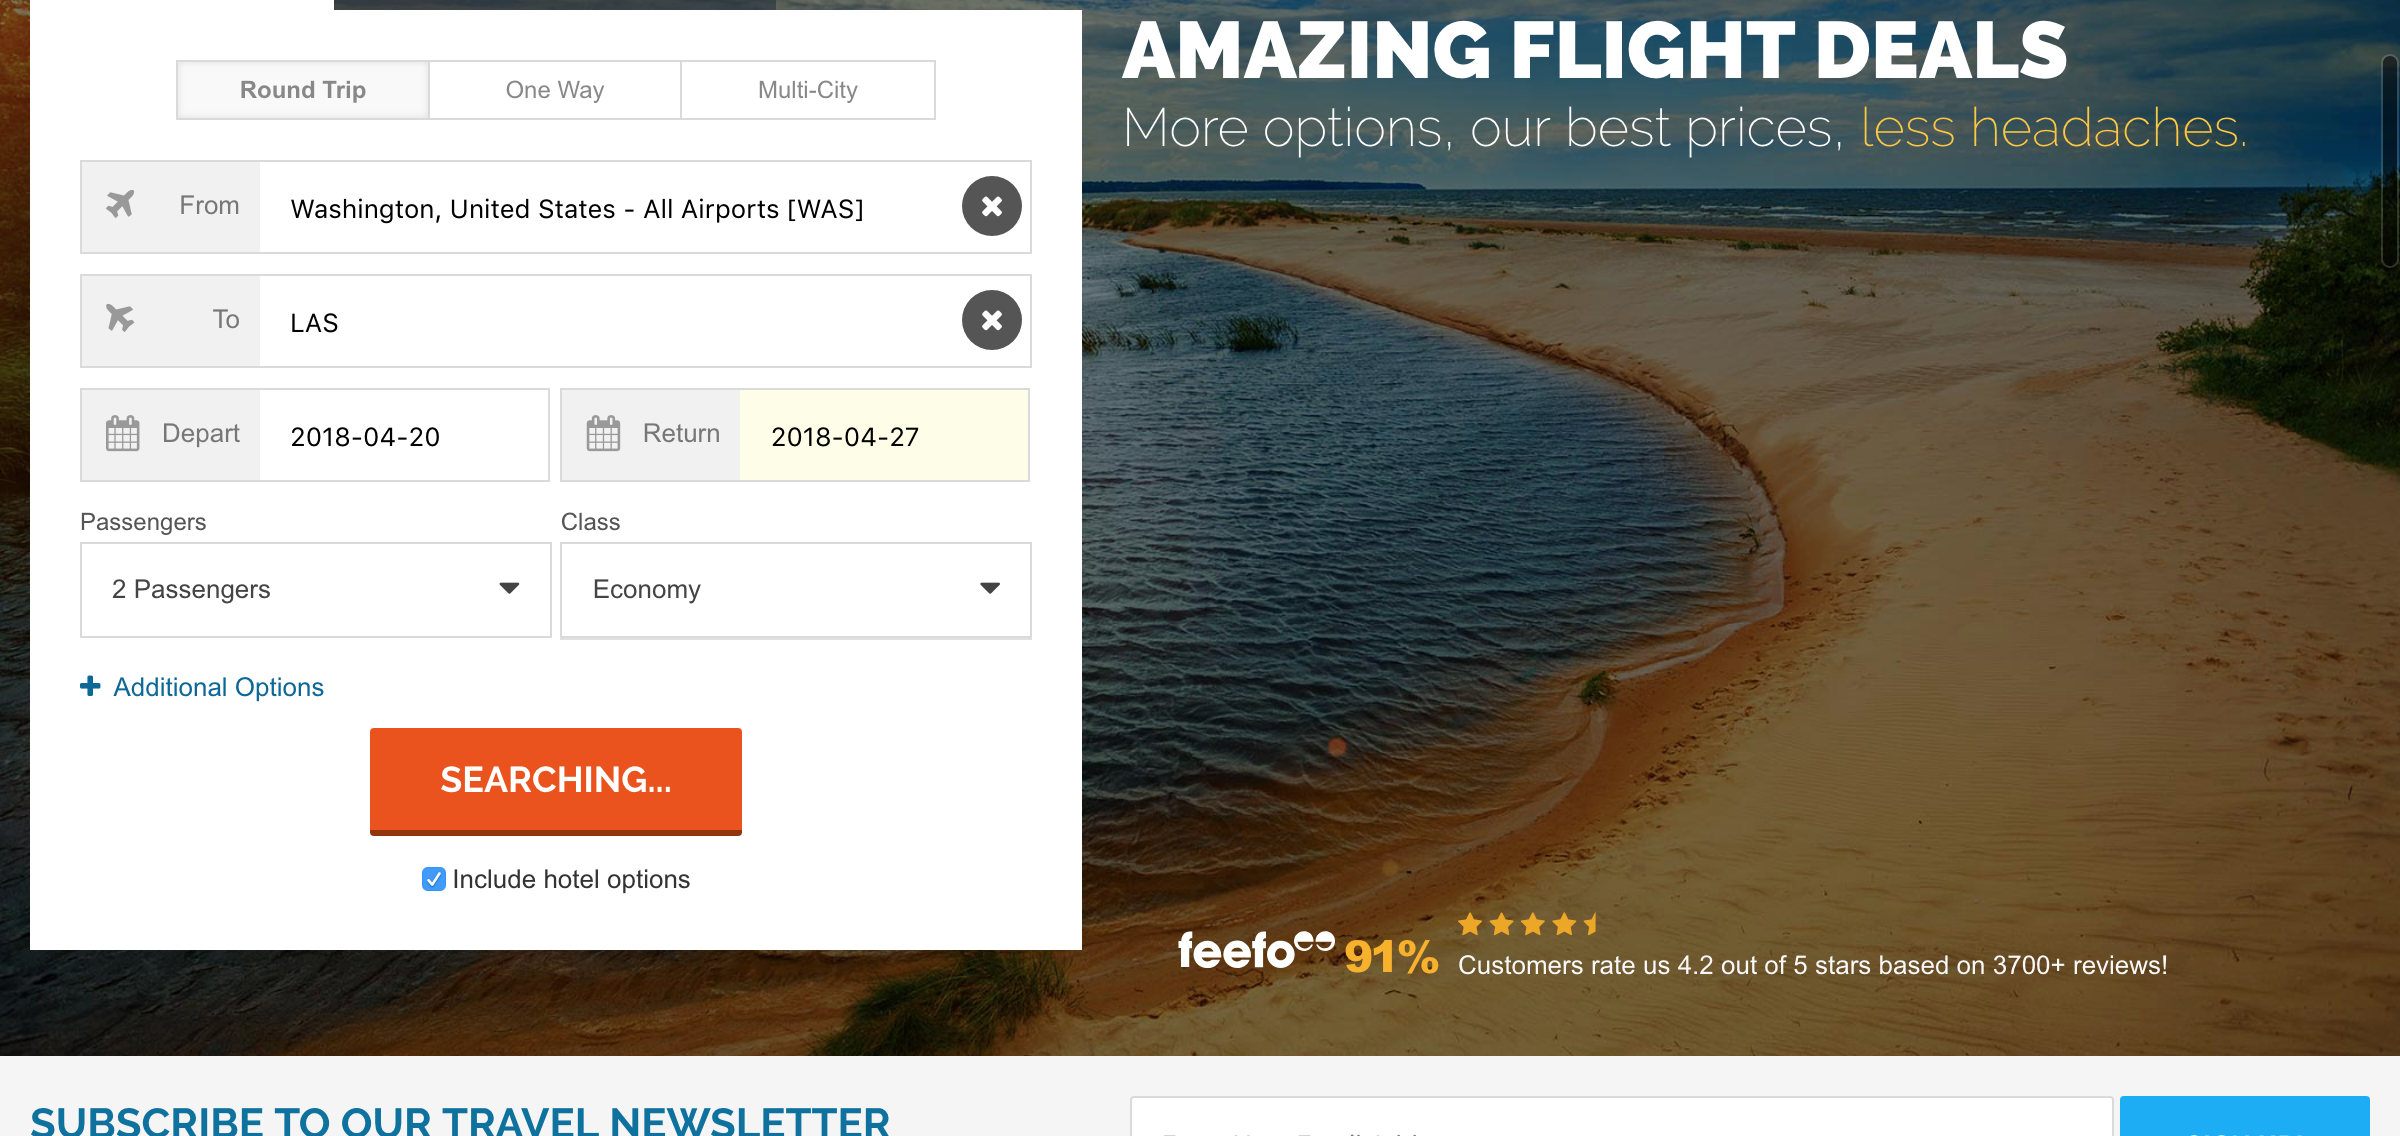 Round Trip
One Way
Multi-City
From
Washington, United States - All Airports [WAS]
To
LAS
Depart
2018-04-20
Return
2018-04-27
Passengers
Class
2 Passengers
Economy
Additional Options
SEARCHING...
Include hotel options
AMAZING FLIGHT DEALS
More options, our best prices, less headaches.
feefo
91%
Customers rate us 4.2 out of 5 stars based on 3700+ reviews!
SUBSCRIBE TO OUR TRAVEL NEWSLETTER